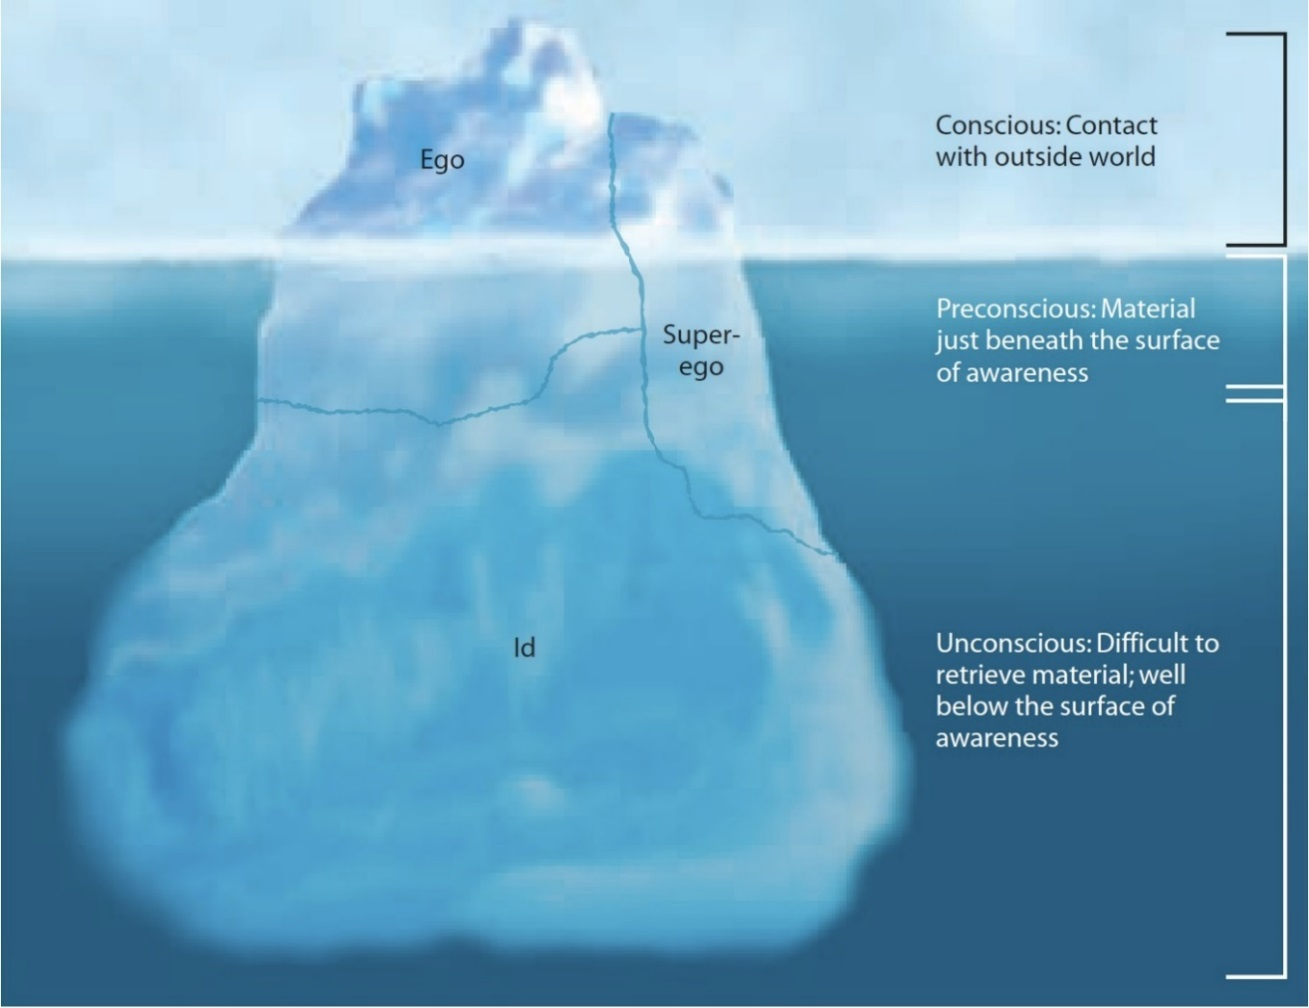 Ego
Conscious: Contact
with outside world
Super-
ego
Preconscious: Material
just beneath the surface
of awareness
Id
Unconscious: Difficult to
retrieve material; well
below the surface of
awareness